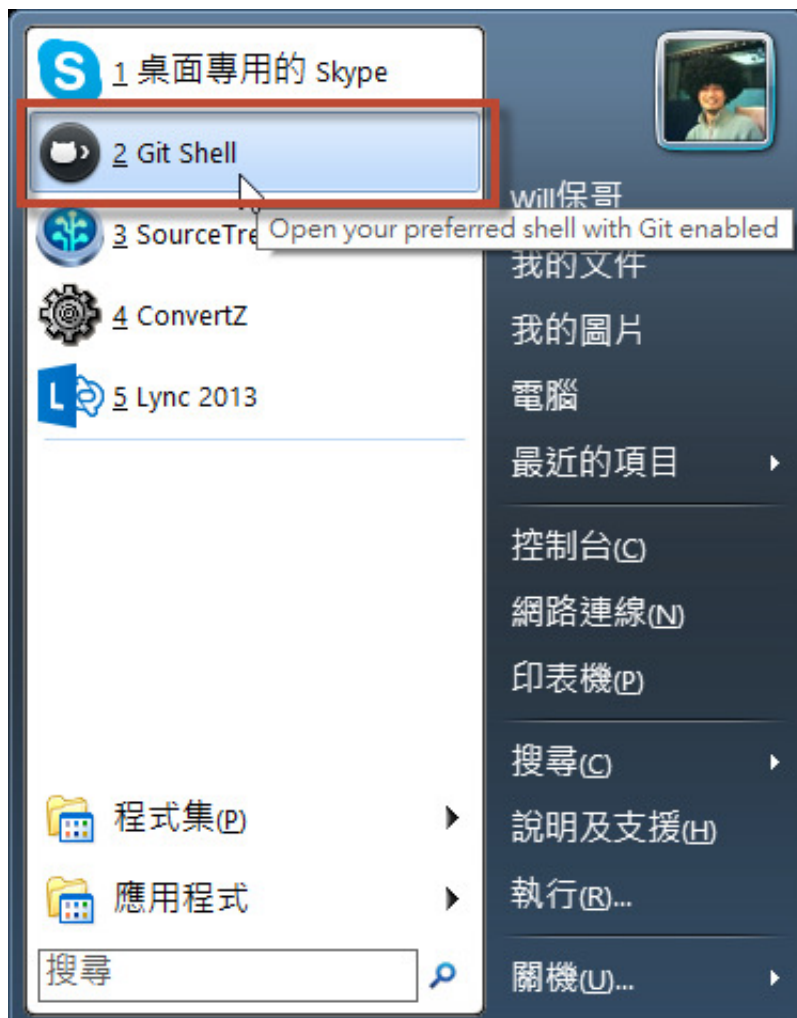 1 桌面專用的 Skype
2 Git Shell
3 SourceTre
Open your preferred shell with Git enabled
4 ConvertZ
5 Lync 2013
程式集(P)
應用程式
搜尋
Will保哥
我的文件
我的圖片
電腦
最近的項目
控制台(C)
網路連線(N)
印表機(P)
搜尋(C)
說明及支援(H)
執行(R)...
關機(U)...